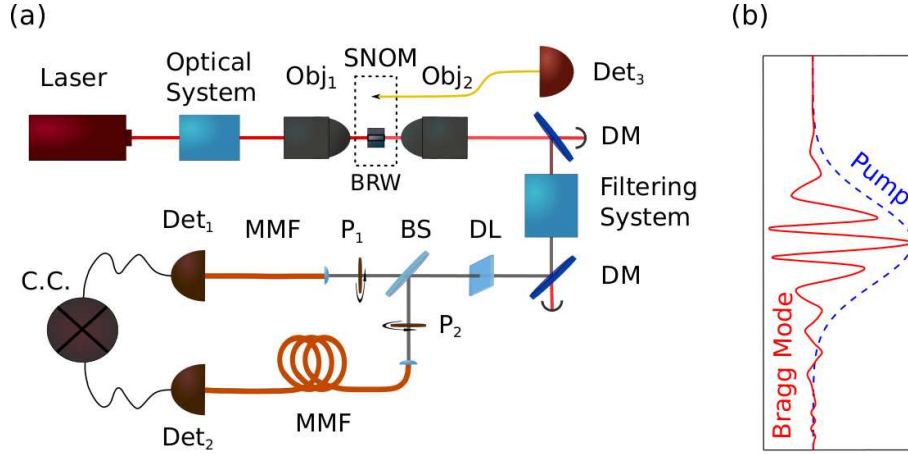 (a)
(b)
Laser
Optical
System
Obj₁
SNOM
Obj₂
Det₃
BRW
DM
Filtering
System
DM
Det₁
MMF
P₁
BS
DL
C.C.
P₂
MMF
Det₂
Pump
Bragg Mode